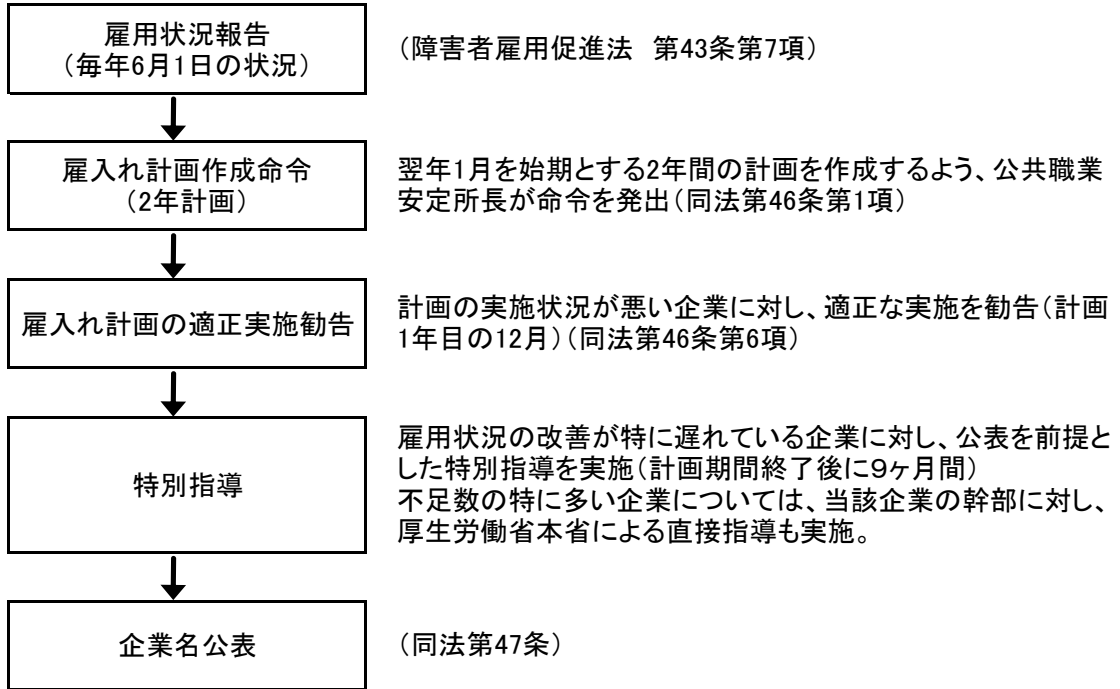 雇用状況報告
（毎年6月1日の状況）
（障害者雇用促進法　第43条第7項）
雇入れ計画作成命令
（2年計画）
翌年1月を始期とする2年間の計画を作成するよう、公共職業
安定所長が命令を発出（同法第46条第1項）
雇入れ計画の適正実施勧告
計画の実施状況が悪い企業に対し、適正な実施を勧告（計画
1年目の12月）（同法第46条第6項）
特別指導
雇用状況の改善が特に遅れている企業に対し、公表を前提と
した特別指導を実施（計画期間終了後に９ヶ月間）
不足数の特に多い企業については、当該企業の幹部に対し、
厚生労働省本省による直接指導も実施。
企業名公表
（同法第47条）